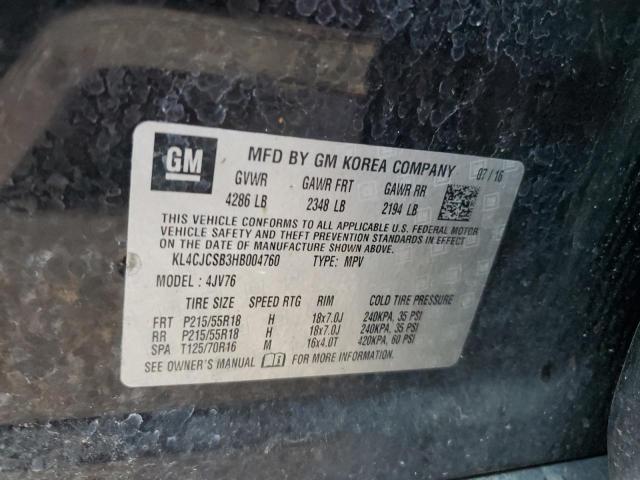 GM
MFD BY GM KOREA COMPANY 07/16
GVWR GAWR FRT GAWR RR
4286 LB 2348 LB 2194 LB
THIS VEHICLE CONFORMS TO ALL APPLICABLE U.S. FEDERAL MOTOR
VEHICLE SAFETY AND THEFT PREVENTION STANDARDS IN EFFECT
ON THE DATE OF MANUFACTURE SHOWN ABOVE.
KL4CJCSB3HB004760 TYPE: MPV
MODEL: 4JV76
TIRE SIZE SPEED RTG RIM COLD TIRE PRESSURE
FRT P215/55R18 H 18x7.0J 240KPA, 35 PSI
RR P215/55R18 H 18x7.0J 240KPA, 35 PSI
SPA T125/70R16 M 16x4.0T 420KPA, 60 PSI
SEE OWNER'S MANUAL FOR ADDITIONAL INFORMATION.